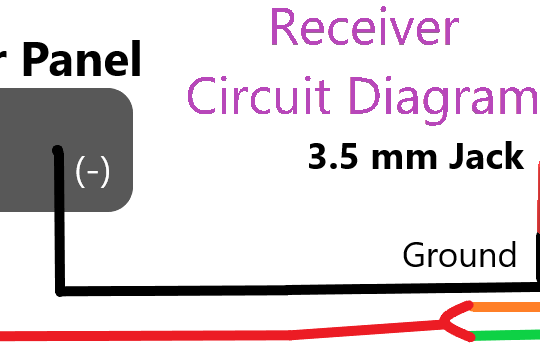 Receiver
r Panel
Circuit Diagram
3.5 mm Jack
(-)
Ground